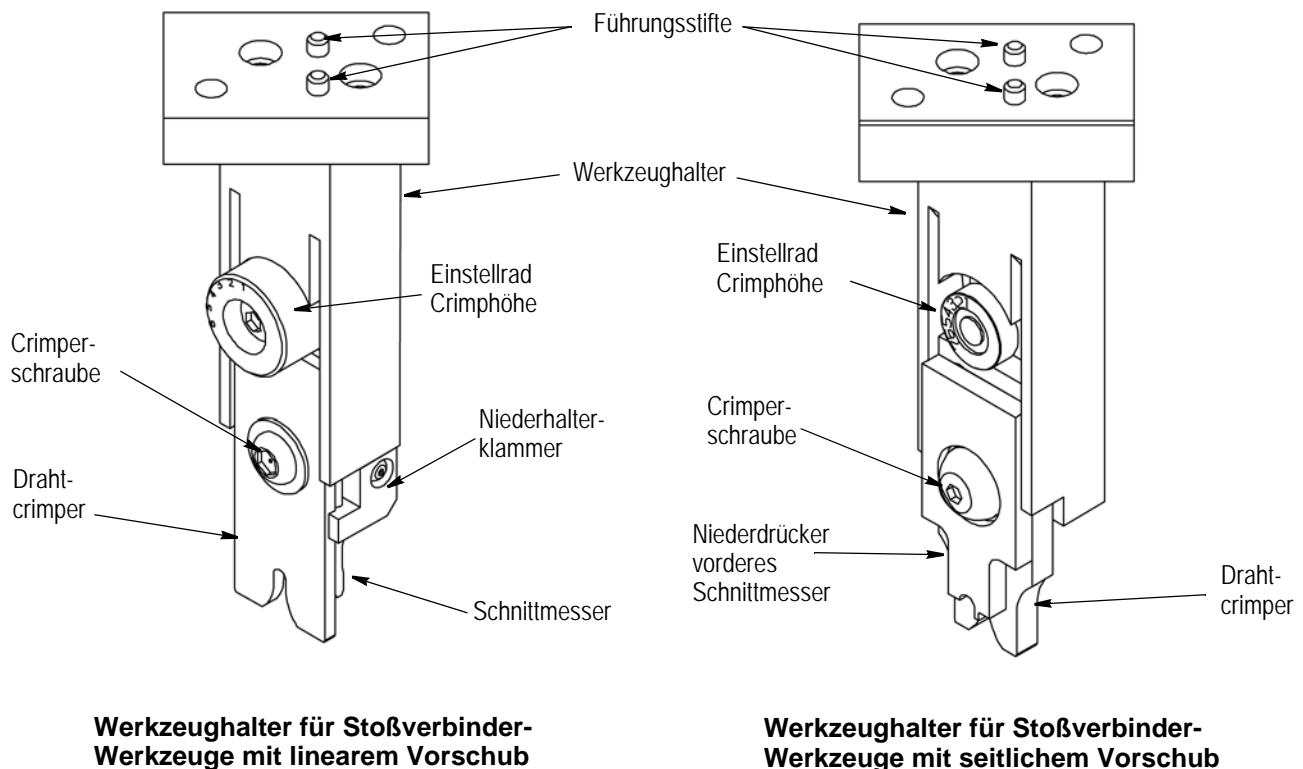 Führungsstifte
Werkzeughalter
Einstellrad
Crimphöhe
Crimper-
schraube
Niederhalter-
klammer
Draht-
crimper
Schnittmesser
Einstellrad
Crimphöhe
Crimper-
schraube
Niederdrücker
vorderes
Schnittmesser
Draht-
crimper
Werkzeughalter für Stoßverbinder-
Werkzeuge mit linearem Vorschub
Werkzeughalter für Stoßverbinder-
Werkzeuge mit seitlichem Vorschub